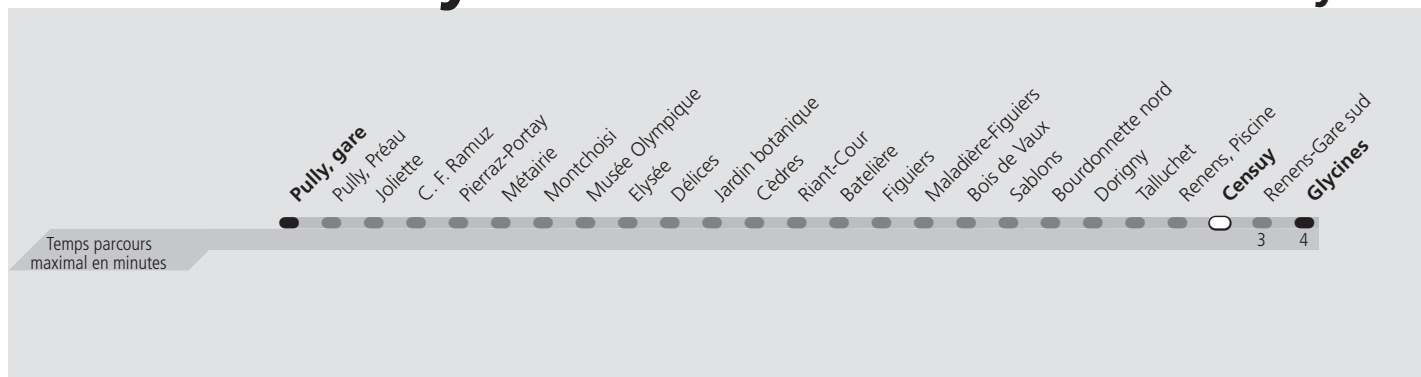 Pully, gare
Pully, Préau
Joliette
C. F. Ramuz
Pierraz-Portay
Métairie
Montchoisi
Musée Olympique
Elysée
Délices
Jardin botanique
Cèdres
Riant-Cour
Batelière
Figuiers
Maladière-Figuiers
Bois de Vaux
Sablons
Bourdonnette nord
Dorigny
Talluchet
Renens, Piscine
Censuy
Renens-Gare sud
Glycines
Temps parcours
maximal en minutes
3 4